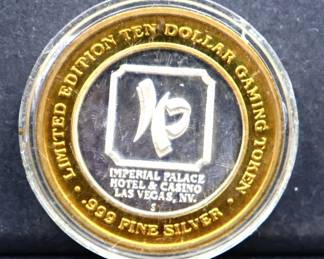 LIMITED EDITION TEN DOLLAR GAMING TOKEN
IMPERIAL PALACE
HOTEL & CASINO
LAS VEGAS, NV.
S
• .999 FINE SILVER •